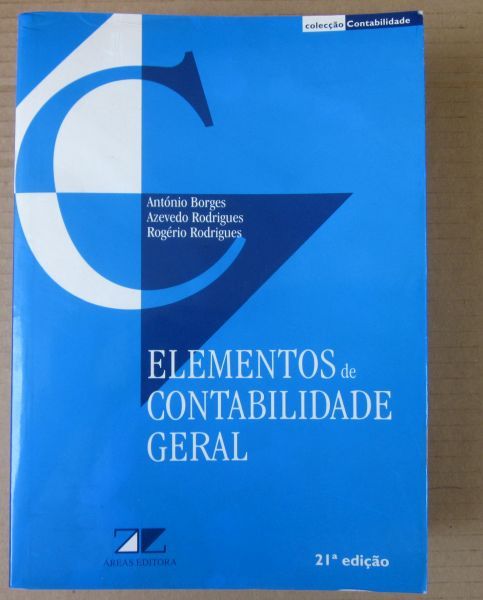 colecção Contabilidade
António Borges
Azevedo Rodrigues
Rogério Rodrigues
ELEMENTOS de
CONTABILIDADE
GERAL
ÁREAS EDITORA
21ª edição